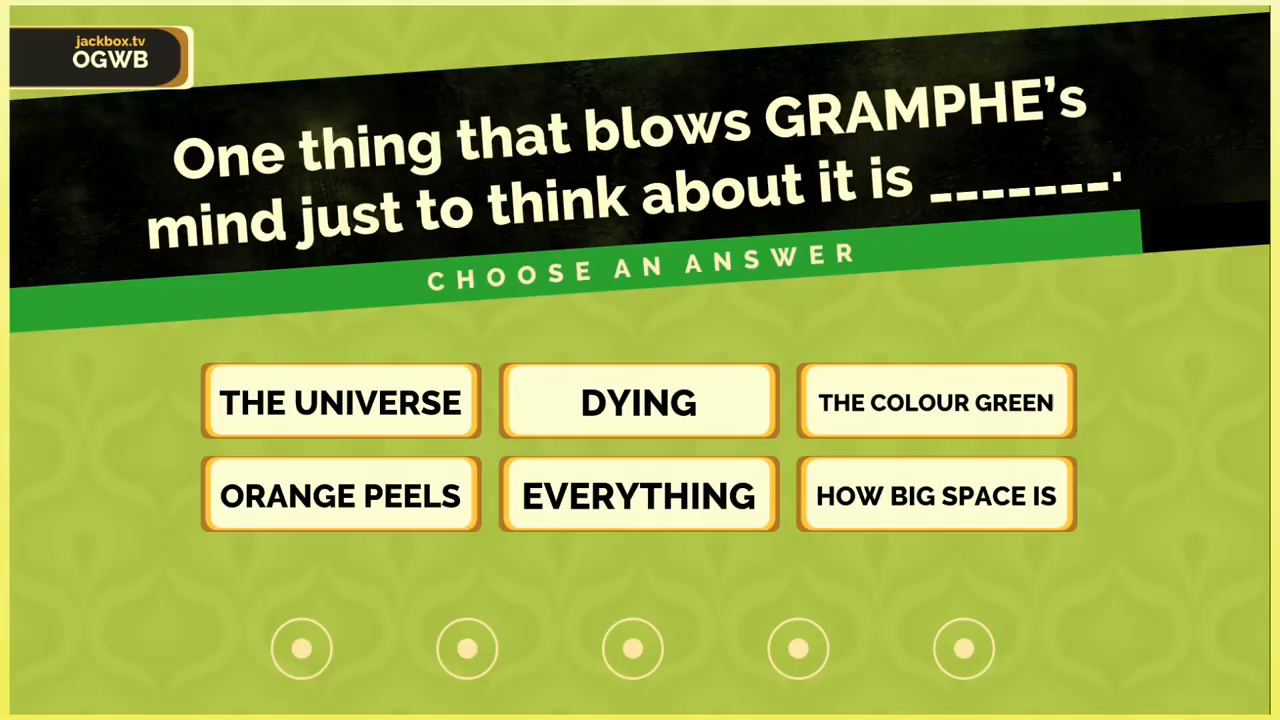 jackbox.tv
OGWB
One thing that blows GRAMPHE’s
mind just to think about it is _______.
CHOOSE AN ANSWER
THE UNIVERSE
DYING
THE COLOUR GREEN
ORANGE PEELS
EVERYTHING
HOW BIG SPACE IS